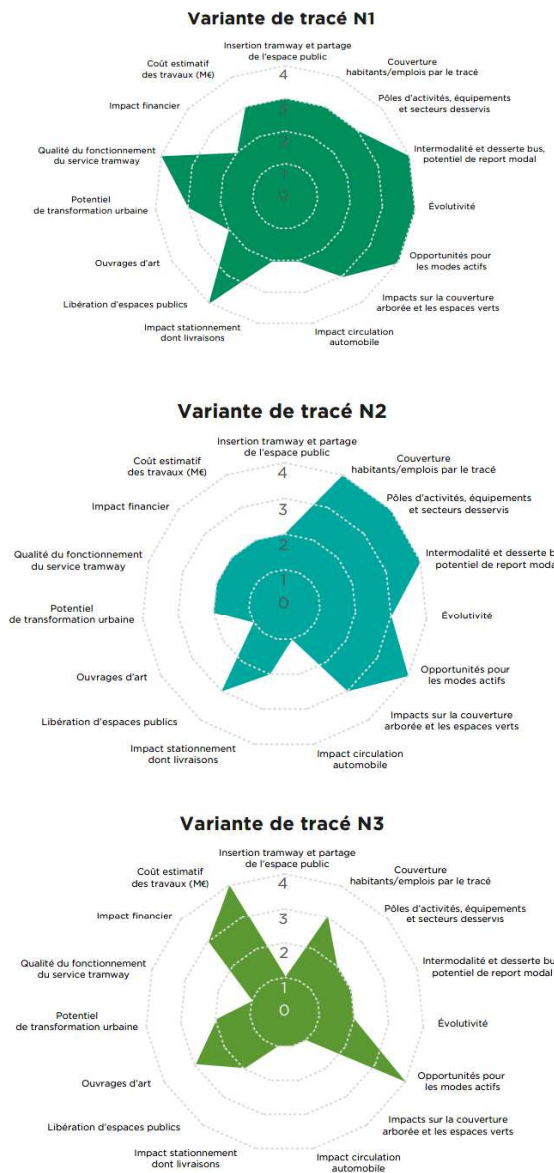 Variante de tracé N1
Insertion tramway et partage
de l'espace public
Coût estimatif
des travaux (M€)
Couverture
habitants/emplois par le tracé
Impact financier
Pôles d'activités, équipements
et secteurs desservis
Qualité du fonctionnement
du service tramway
Intermodalité et desserte bus,
potentiel de report modal
Potentiel
de transformation urbaine
Évolutivité
Ouvrages d'art
Opportunités pour
les modes actifs
Libération d'espaces publics
Impacts sur la couverture
arborée et les espaces verts
Impact stationnement
dont livraisons
Impact circulation
automobile
4
3
2
1
0
Variante de tracé N2
Insertion tramway et partage
de l'espace public
Coût estimatif
des travaux (M€)
Couverture
habitants/emplois par le tracé
Impact financier
Pôles d'activités, équipements
et secteurs desservis
Qualité du fonctionnement
du service tramway
Intermodalité et desserte b
potentiel de report moda
Potentiel
de transformation urbaine
Évolutivité
Ouvrages d'art
Opportunités pour
les modes actifs
Libération d'espaces publics
Impacts sur la couverture
arborée et les espaces verts
Impact stationnement
dont livraisons
Impact circulation
automobile
4
3
2
1
0
Variante de tracé N3
Insertion tramway et partage
de l'espace public
Coût estimatif
des travaux (M€)
Couverture
habitants/emplois par le tracé
Impact financier
Pôles d'activités, équipements
et secteurs desservis
Qualité du fonctionnement
du service tramway
Intermodalité et desserte bu
potentiel de report modal
Potentiel
de transformation urbaine
Évolutivité
Ouvrages d'art
Opportunités pour
les modes actifs
Libération d'espaces publics
Impacts sur la couverture
arborée et les espaces verts
Impact stationnement
dont livraisons
Impact circulation
automobile
4
3
2
1
0